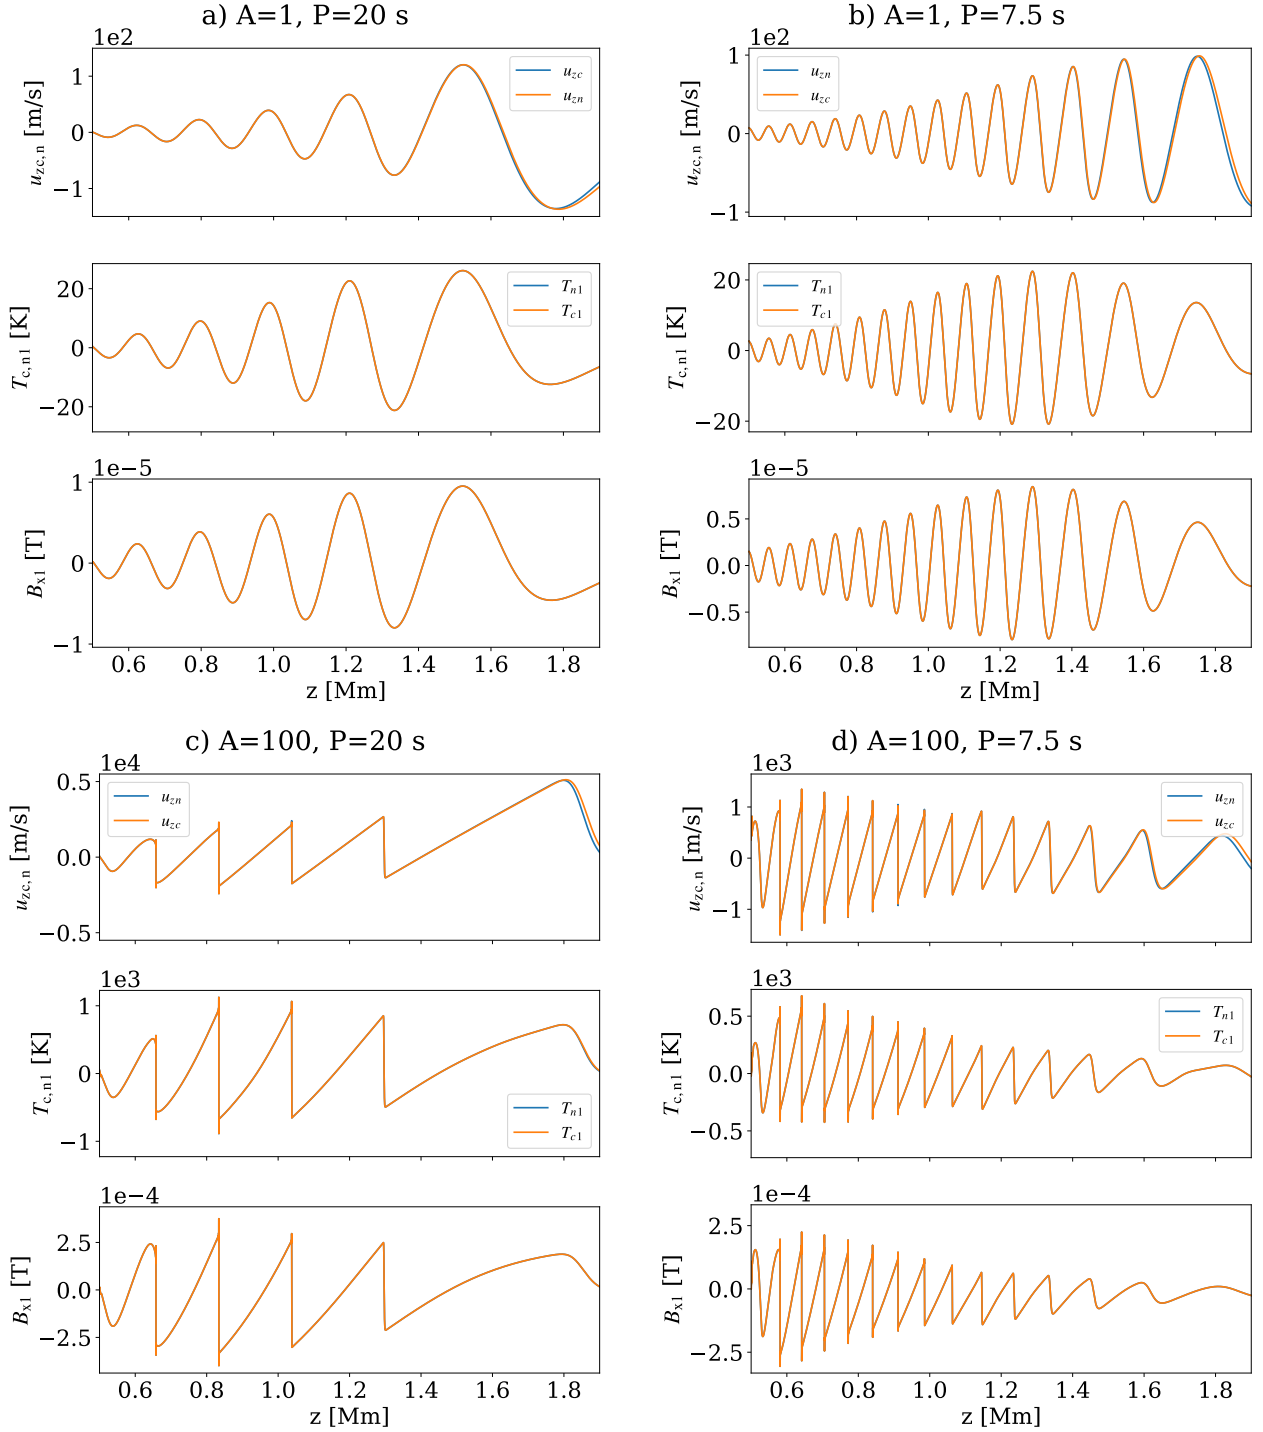 a) A=1, P=20 s
1e2
u_zc,n [m/s]
1
0
−1
u_zc
u_zn
T_c,n1 [K]
20
0
−20
T_n1
T_c1
1e−5
B_x1 [T]
1
0
−1
0.6 0.8 1.0 1.2 1.4 1.6 1.8
z [Mm]
b) A=1, P=7.5 s
1e2
u_zc,n [m/s]
1
0
−1
u_zn
u_zc
T_c,n1 [K]
20
0
−20
T_n1
T_c1
1e−5
B_x1 [T]
0.5
0.0
−0.5
0.6 0.8 1.0 1.2 1.4 1.6 1.8
z [Mm]
c) A=100, P=20 s
1e4
u_zc,n [m/s]
0.5
0.0
−0.5
u_zn
u_zc
1e3
T_c,n1 [K]
1
0
−1
T_n1
T_c1
1e−4
B_x1 [T]
2.5
0.0
−2.5
0.6 0.8 1.0 1.2 1.4 1.6 1.8
z [Mm]
d) A=100, P=7.5 s
1e3
u_zc,n [m/s]
1
0
−1
u_zn
u_zc
1e3
T_c,n1 [K]
0.5
0.0
−0.5
T_n1
T_c1
1e−4
B_x1 [T]
2.5
0.0
−2.5
0.6 0.8 1.0 1.2 1.4 1.6 1.8
z [Mm]